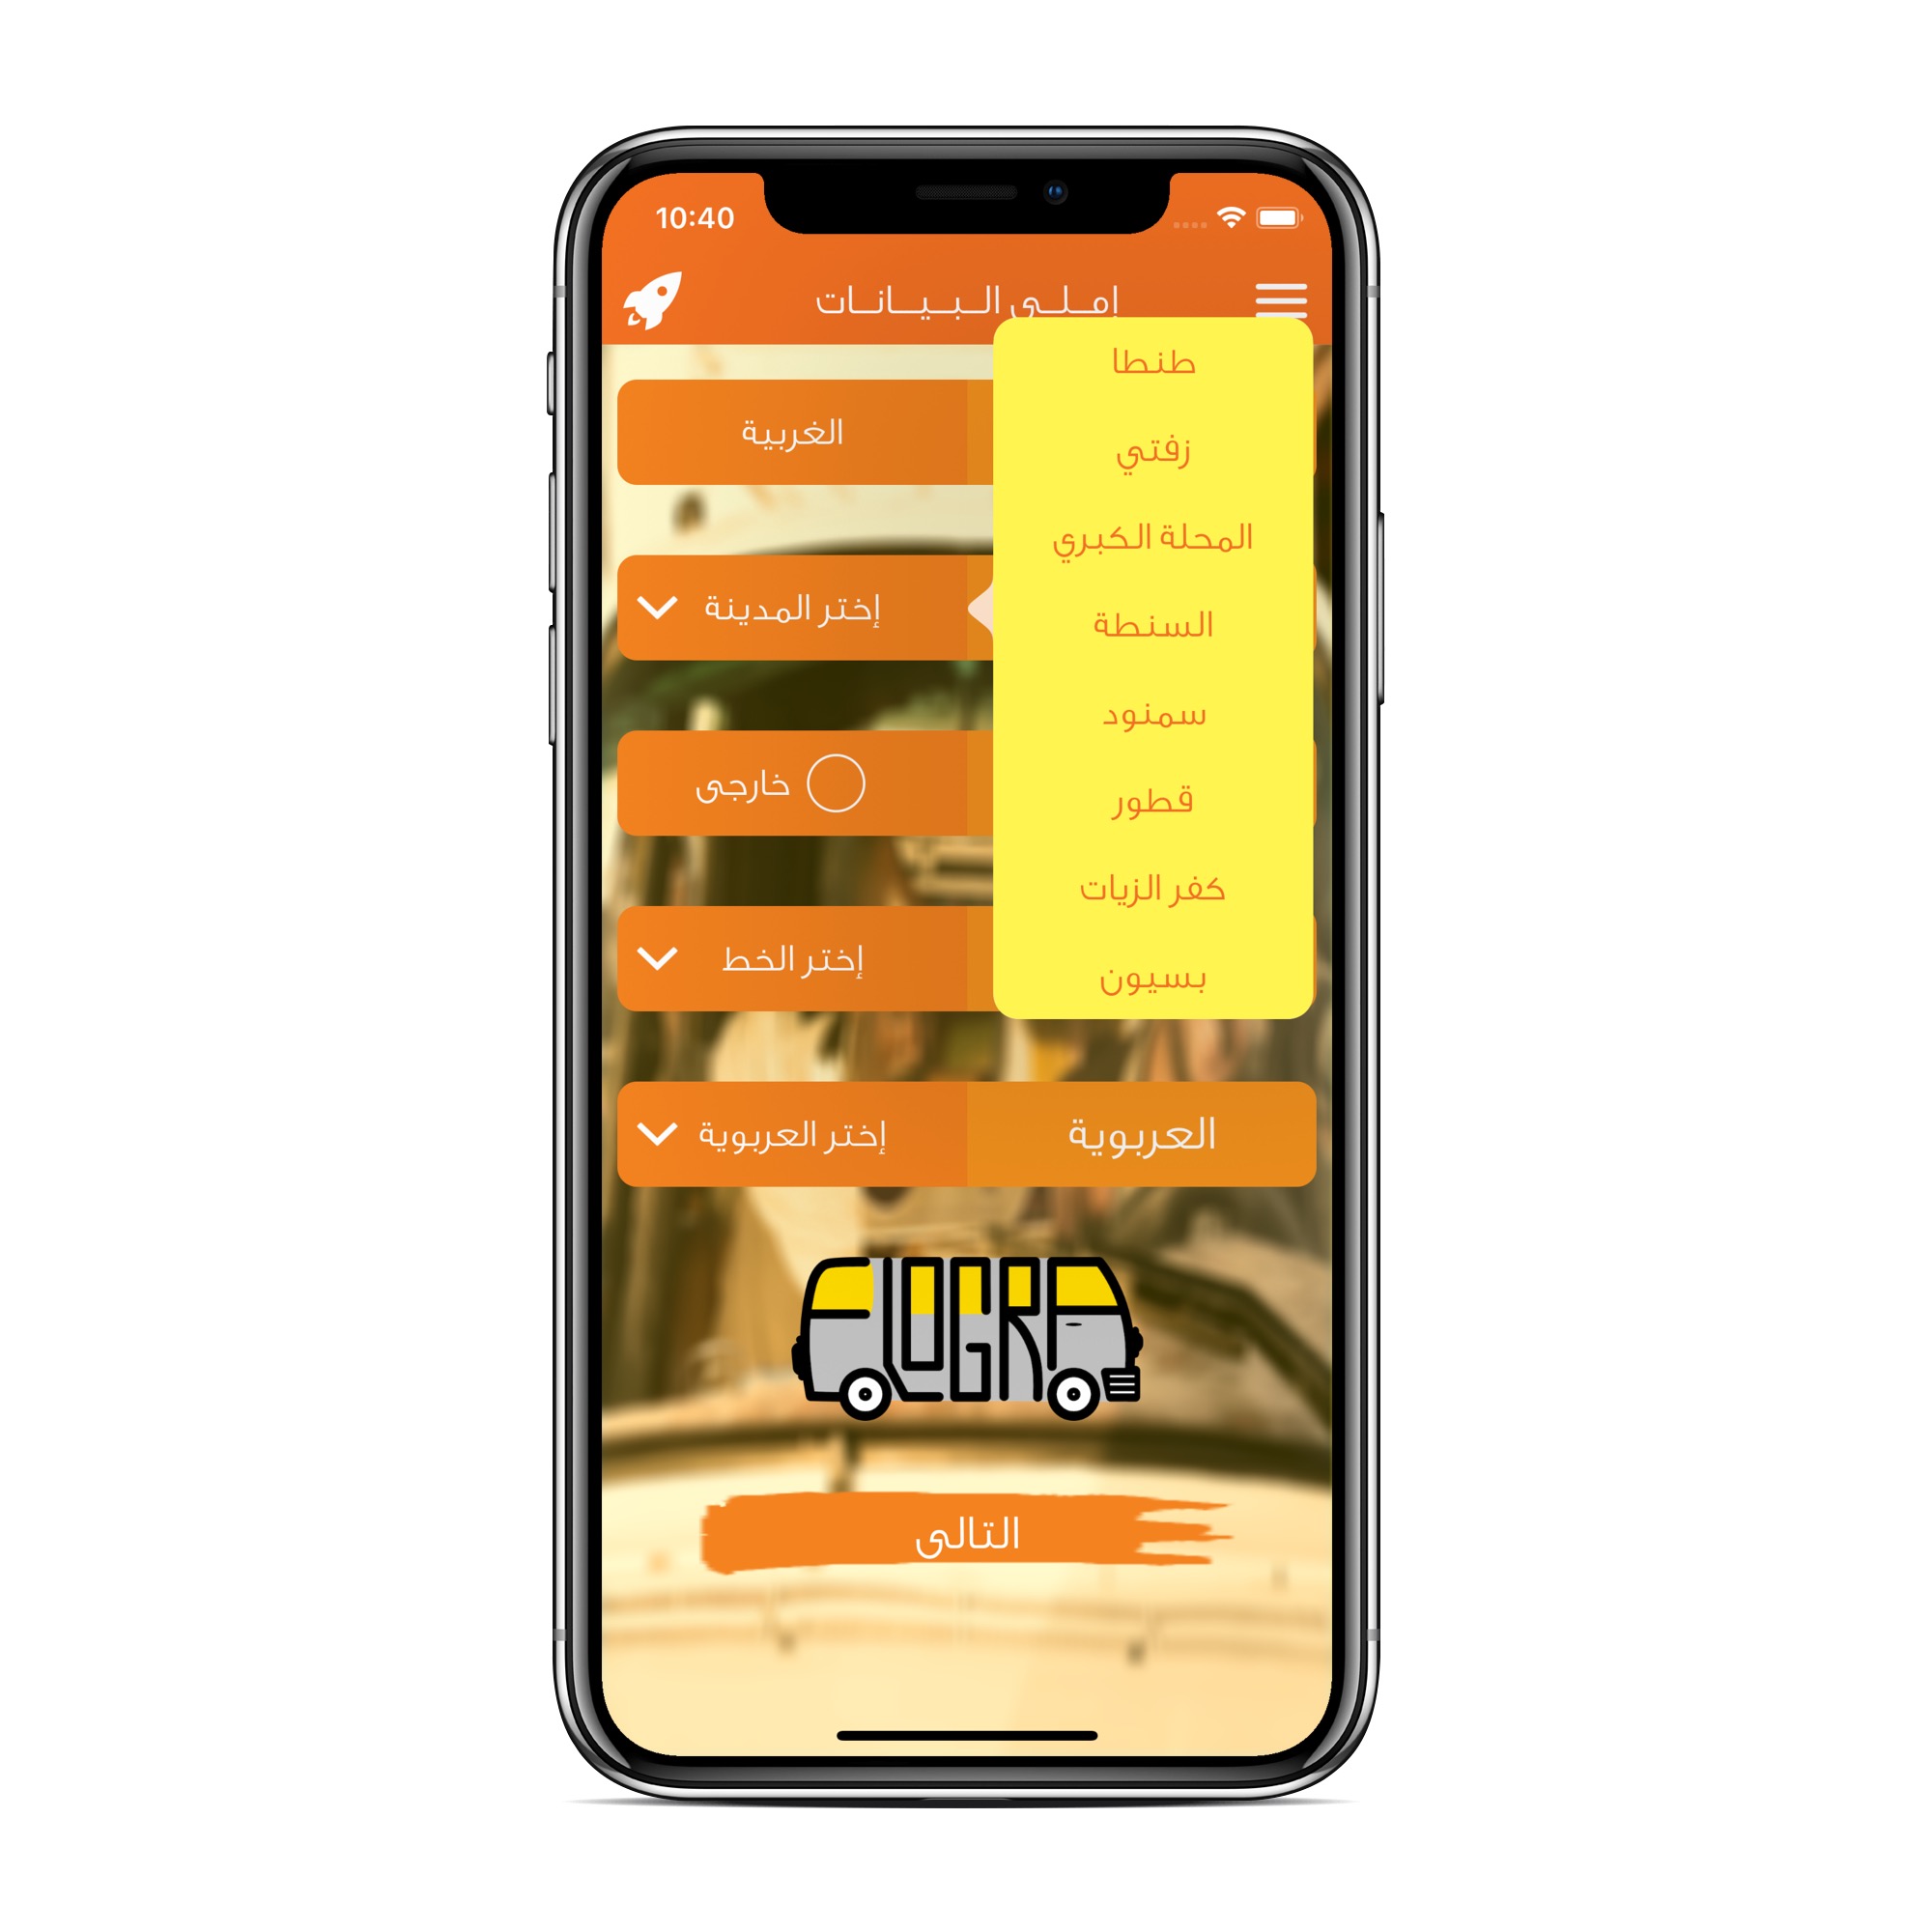 10:40
إملى البيانات
طنطا
زفتي
المحلة الكبري
السنطة
سمنود
قطور
كفر الزيات
بسيون
الغربية
إختر المدينة
خارجى
إختر الخط
العربوية
إختر العربوية
ELUGRA
التالى